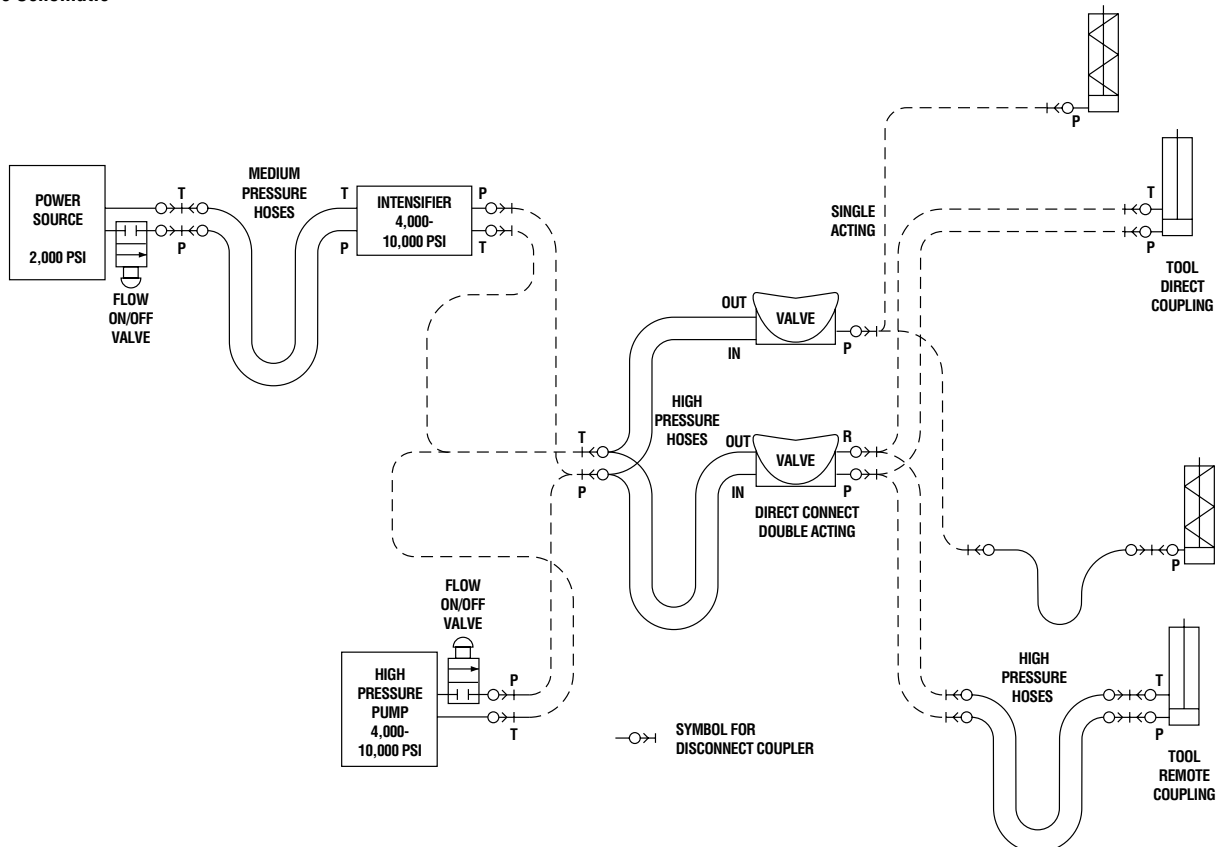 P
POWER
SOURCE
2,000 PSI
FLOW
ON/OFF
VALVE
T
P
MEDIUM
PRESSURE
HOSES
T
P
INTENSIFIER
4,000-
10,000 PSI
P
T
SINGLE
ACTING
T
P
TOOL
DIRECT
COUPLING
OUT
IN
VALVE
P
HIGH
PRESSURE
HOSES
T
P
OUT
IN
VALVE
R
P
DIRECT CONNECT
DOUBLE ACTING
P
FLOW
ON/OFF
VALVE
HIGH
PRESSURE
PUMP
4,000-
10,000 PSI
P
T
SYMBOL FOR
DISCONNECT COUPLER
HIGH
PRESSURE
HOSES
T
P
TOOL
REMOTE
COUPLING